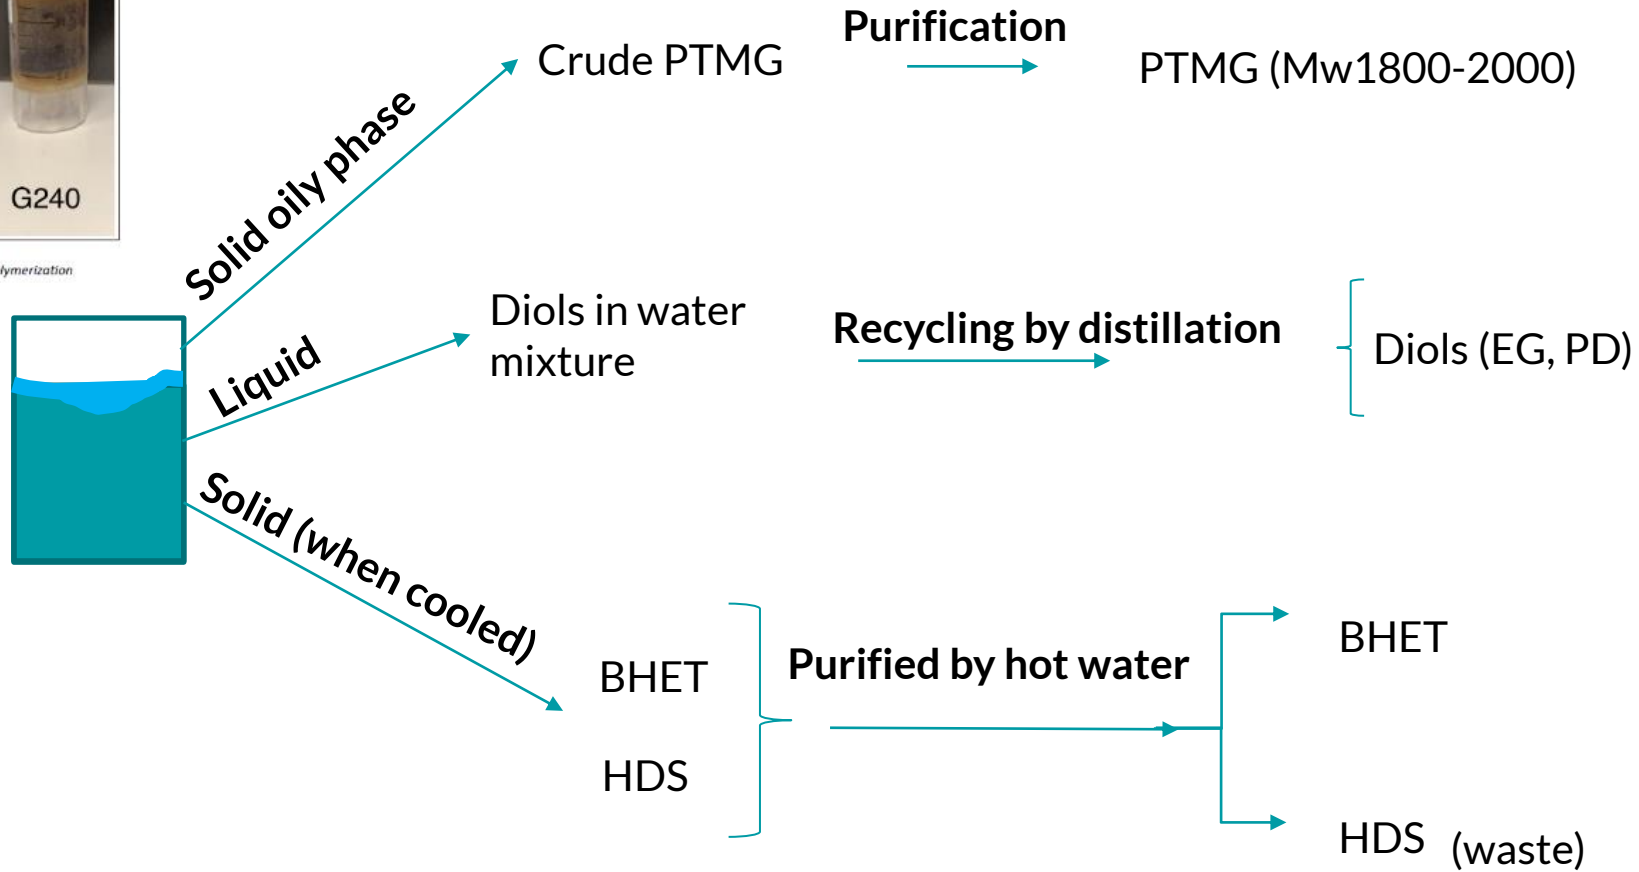 G240
lymerization
Solid oily phase
Crude PTMG
Purification
PTMG (Mw1800-2000)
Liquid
Diols in water
mixture
Recycling by distillation
Diols (EG, PD)
Solid (when cooled)
BHET
HDS
Purified by hot water
BHET
HDS (waste)